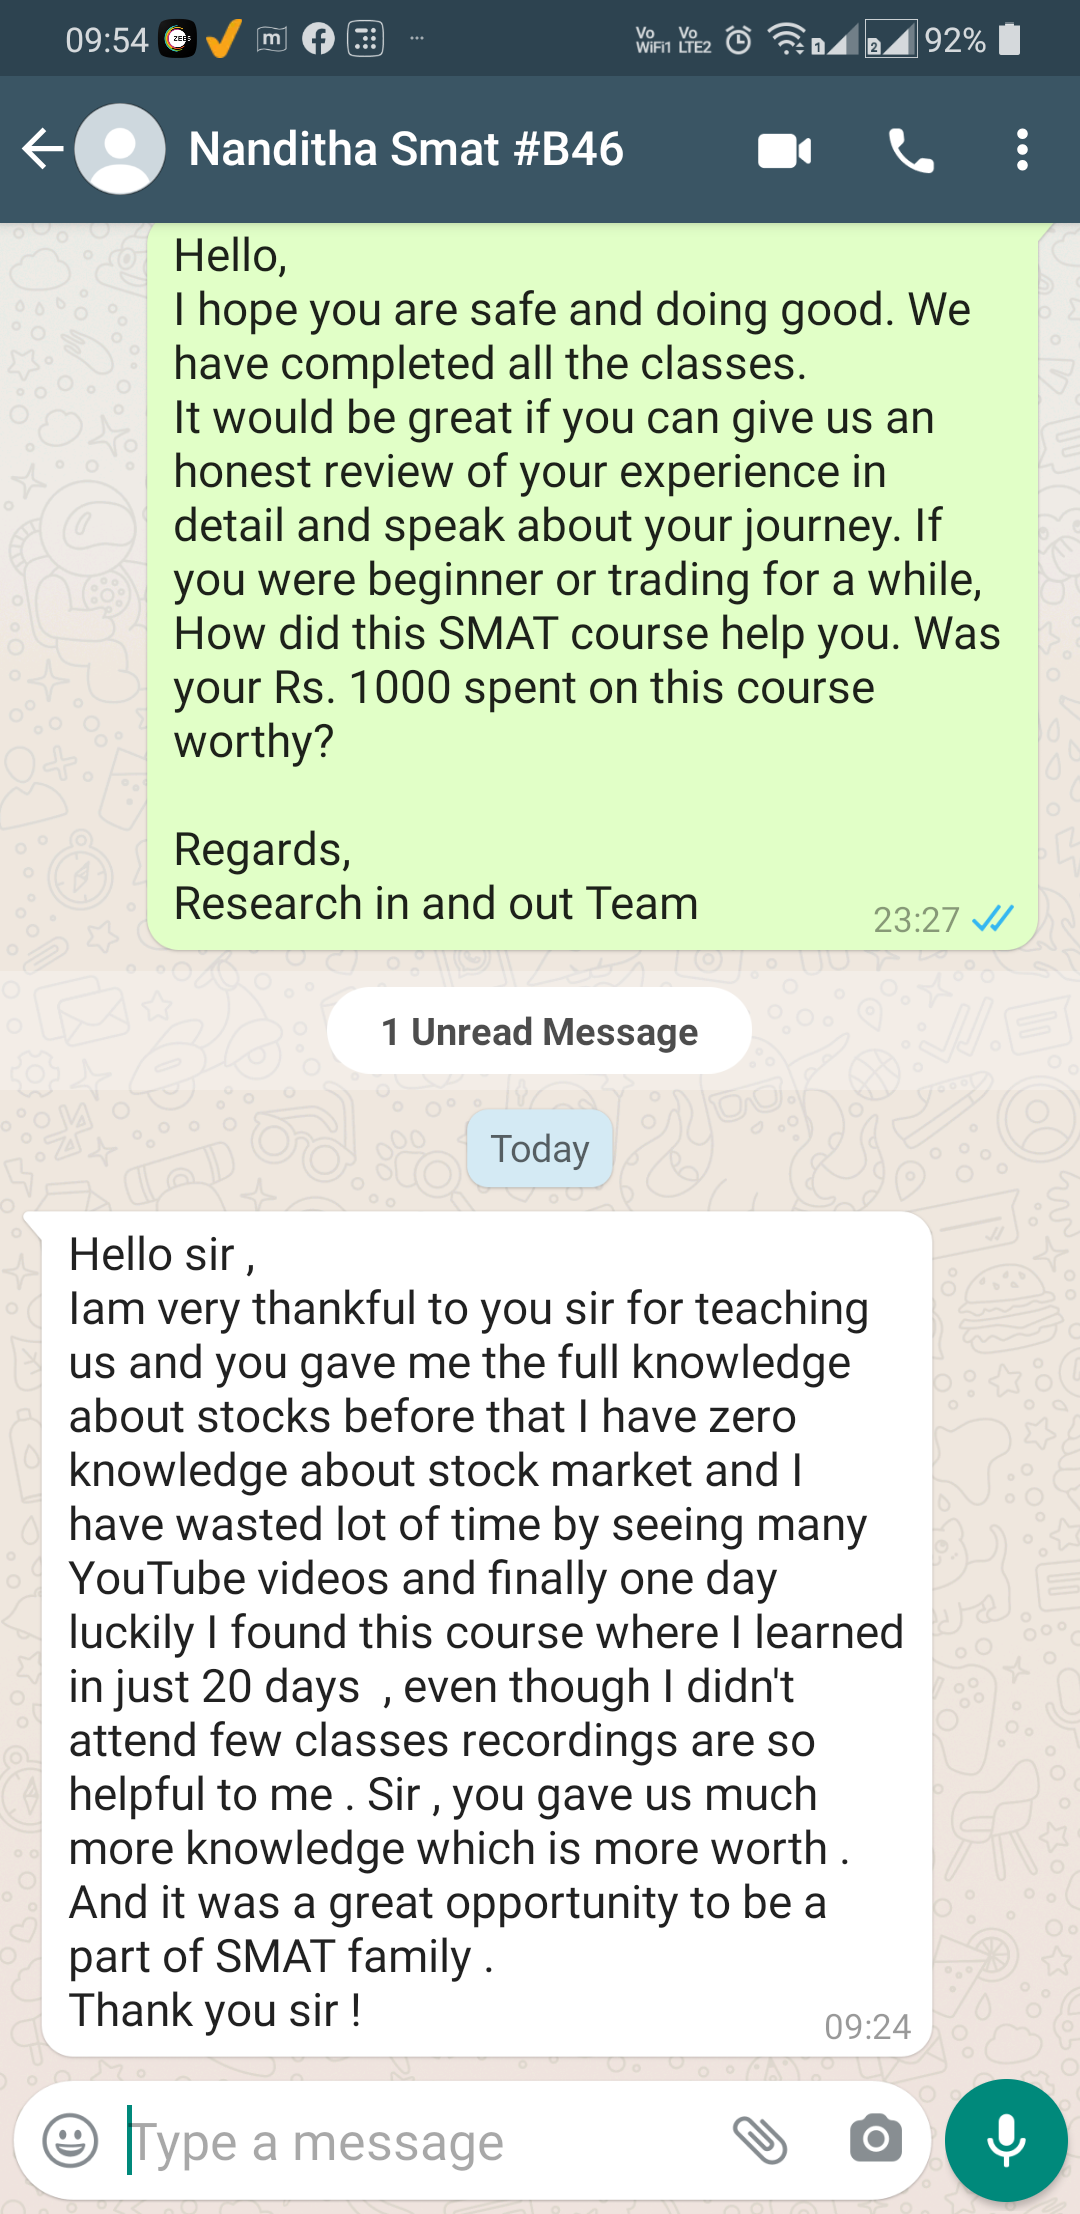 09:54 ZEE5 m ... Vo WiFi1 Vo LTE2 1 2 92%
Nanditha Smat #B46
Hello,
I hope you are safe and doing good. We
have completed all the classes.
It would be great if you can give us an
honest review of your experience in
detail and speak about your journey. If
you were beginner or trading for a while,
How did this SMAT course help you. Was
your Rs. 1000 spent on this course
worthy?
Regards,
Research in and out Team
23:27
1 Unread Message
Today
Hello sir ,
Iam very thankful to you sir for teaching
us and you gave me the full knowledge
about stocks before that I have zero
knowledge about stock market and I
have wasted lot of time by seeing many
YouTube videos and finally one day
luckily I found this course where I learned
in just 20 days  , even though I didn't
attend few classes recordings are so
helpful to me . Sir , you gave us much
more knowledge which is more worth .
And it was a great opportunity to be a
part of SMAT family .
Thank you sir !
09:24
Type a message